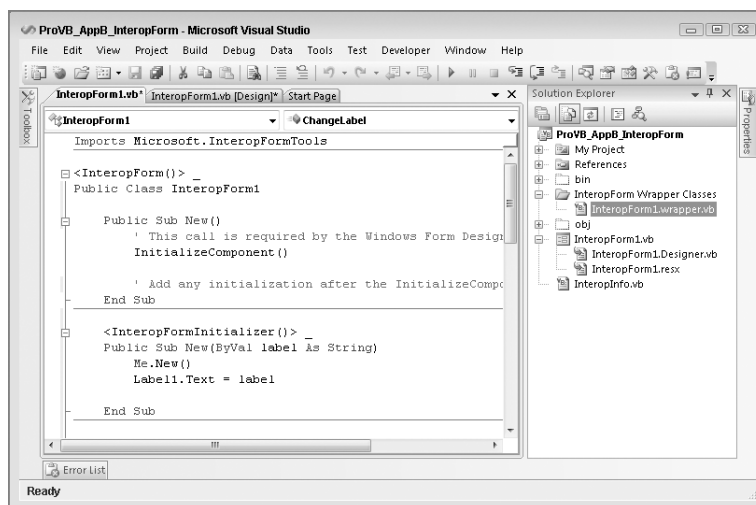 ProVB_AppB_InteropForm - Microsoft Visual Studio
File Edit View Project Build Debug Data Tools Test Developer Window Help
Toolbox
InteropForm1.vb* InteropForm1.vb [Design]* Start Page
InteropForm1 ChangeLabel
Imports Microsoft.InteropFormTools
<InteropForm()> _
Public Class InteropForm1
Public Sub New()
' This call is required by the Windows Form Desig
InitializeComponent()
' Add any initialization after the InitializeCompo
End Sub
<InteropFormInitializer()> _
Public Sub New(ByVal label As String)
Me.New()
Label1.Text = label
End Sub
Solution Explorer
ProVB_AppB_InteropForm
My Project
References
bin
InteropForm Wrapper Classes
InteropForm1.wrapper.vb
obj
InteropForm1.vb
InteropForm1.Designer.vb
InteropForm1.resx
InteropInfo.vb
Properties
Error List
Ready